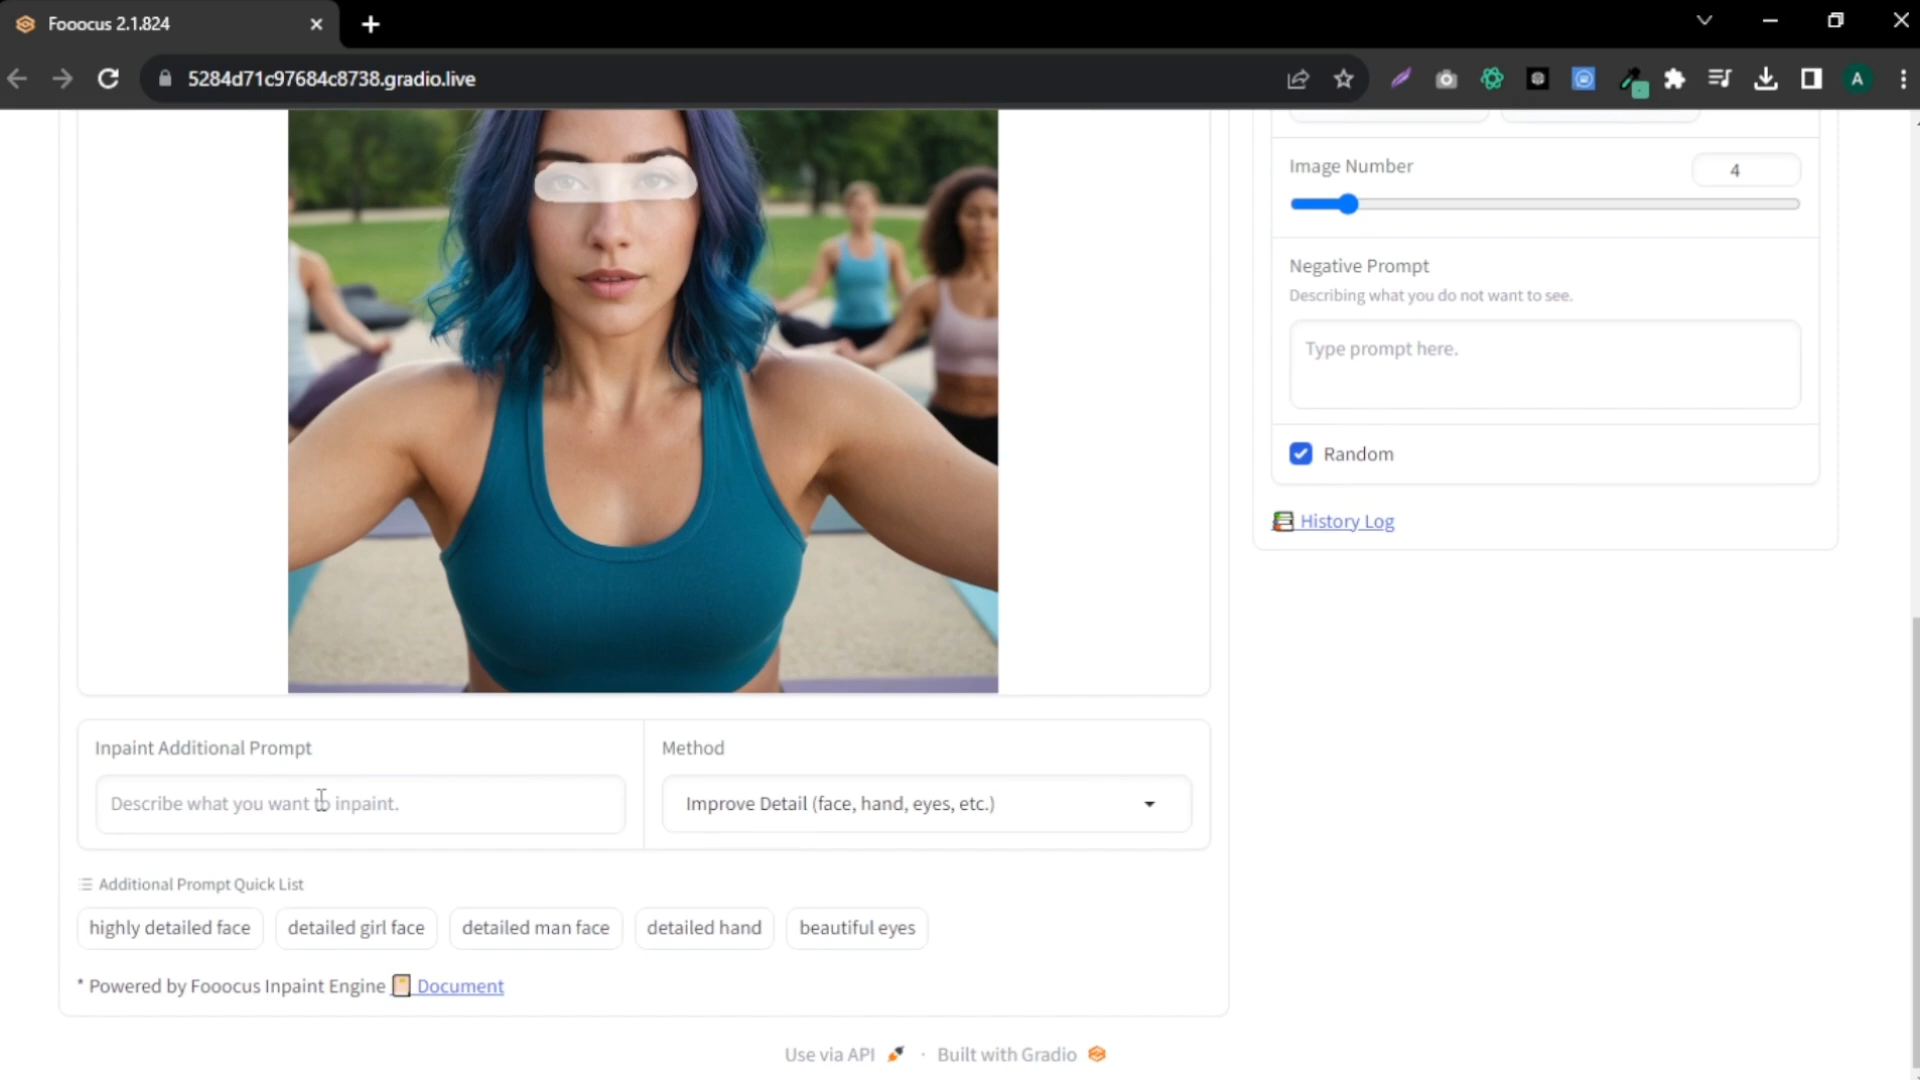 Fooocus 2.1.824
5284d71c97684c8738.gradio.live
A
Image Number
4
Negative Prompt
Describing what you do not want to see.
Type prompt here.
Random
History Log
Inpaint Additional Prompt
Method
Describe what you want to inpaint.
Improve Detail (face, hand, eyes, etc.)
Additional Prompt Quick List
highly detailed face
detailed girl face
detailed man face
detailed hand
beautiful eyes
* Powered by Fooocus Inpaint Engine Document
Use via API · Built with Gradio